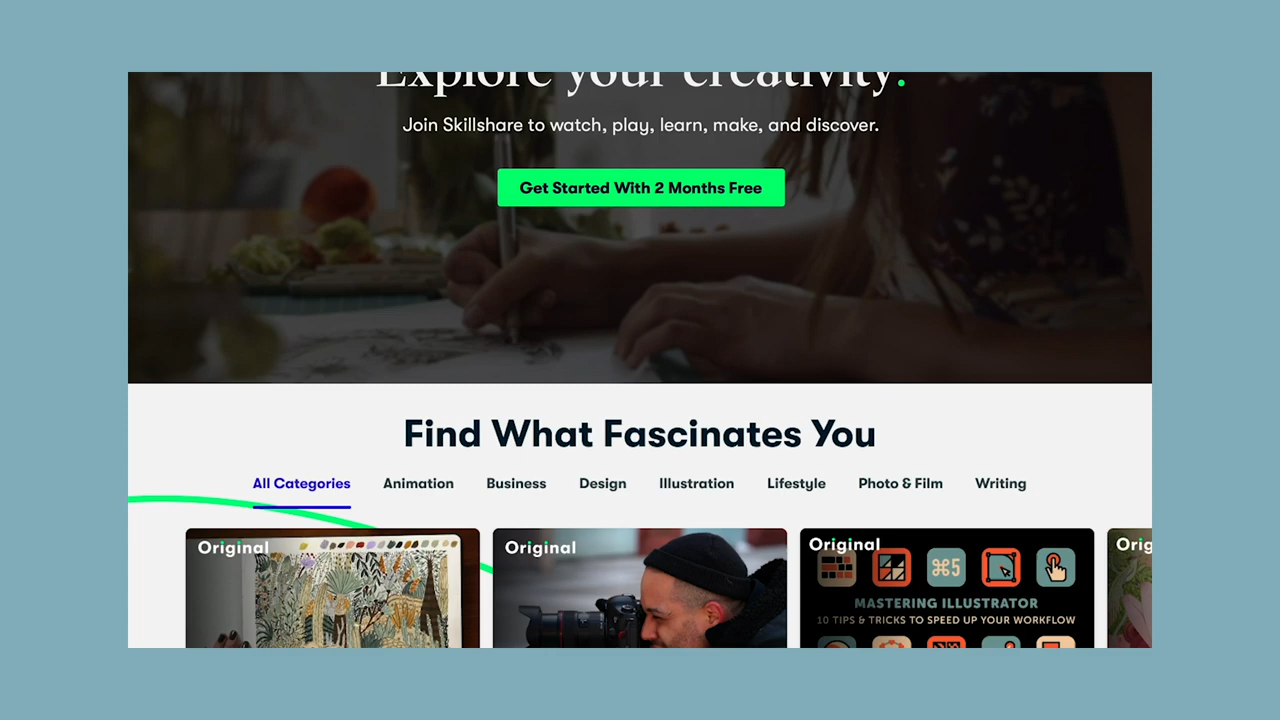 Explore your creativity.
Join Skillshare to watch, play, learn, make, and discover.
Get Started With 2 Months Free
Find What Fascinates You
All Categories Animation Business Design Illustration Lifestyle Photo & Film Writing
Original Original Original Orig
⌘5
MASTERING ILLUSTRATOR
10 TIPS & TRICKS TO SPEED UP YOUR WORKFLOW